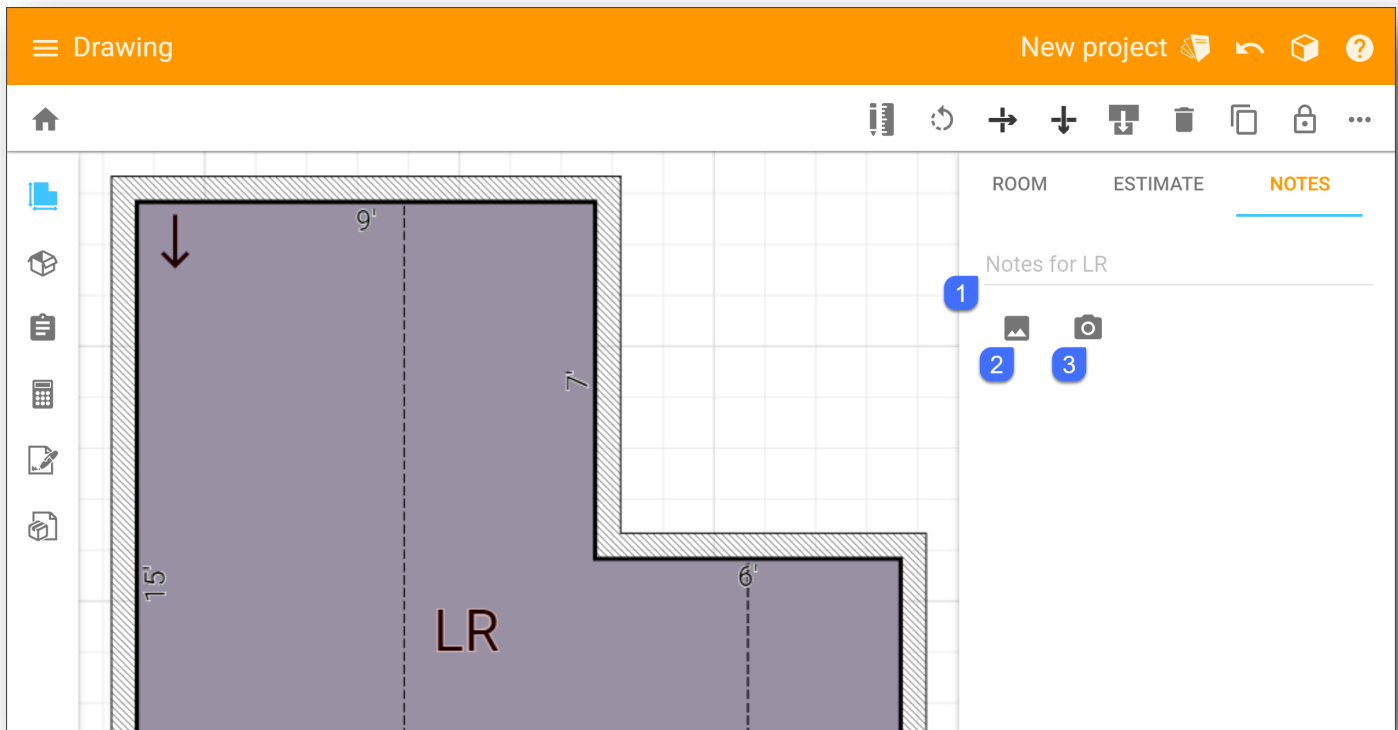 Drawing
New project
?
ROOM ESTIMATE NOTES
Notes for LR
1
2 3
9'
7'
15'
6'
LR